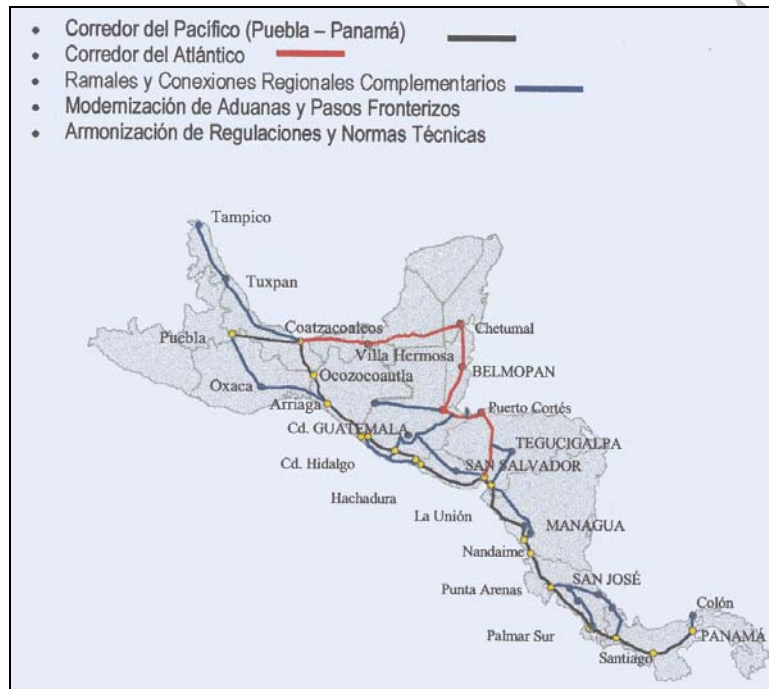 • Corredor del Pacífico (Puebla – Panamá)
• Corredor del Atlántico
• Ramales y Conexiones Regionales Complementarios
• Modernización de Aduanas y Pasos Fronterizos
• Armonización de Regulaciones y Normas Técnicas
Tampico
Tuxpan
Coatzacoalcos
Chetumal
Puebla
Villa Hermosa
Ocozocoautla
BELMOPAN
Oxaca
Arriaga
Puerto Cortés
Cd. GUATEMALA
TEGUCIGALPA
Cd. Hidalgo
SAN SALVADOR
Hachadura
La Unión
MANAGUA
Nandaime
SAN JOSÉ
Punta Arenas
Colón
Palmar Sur
PANAMÁ
Santiago